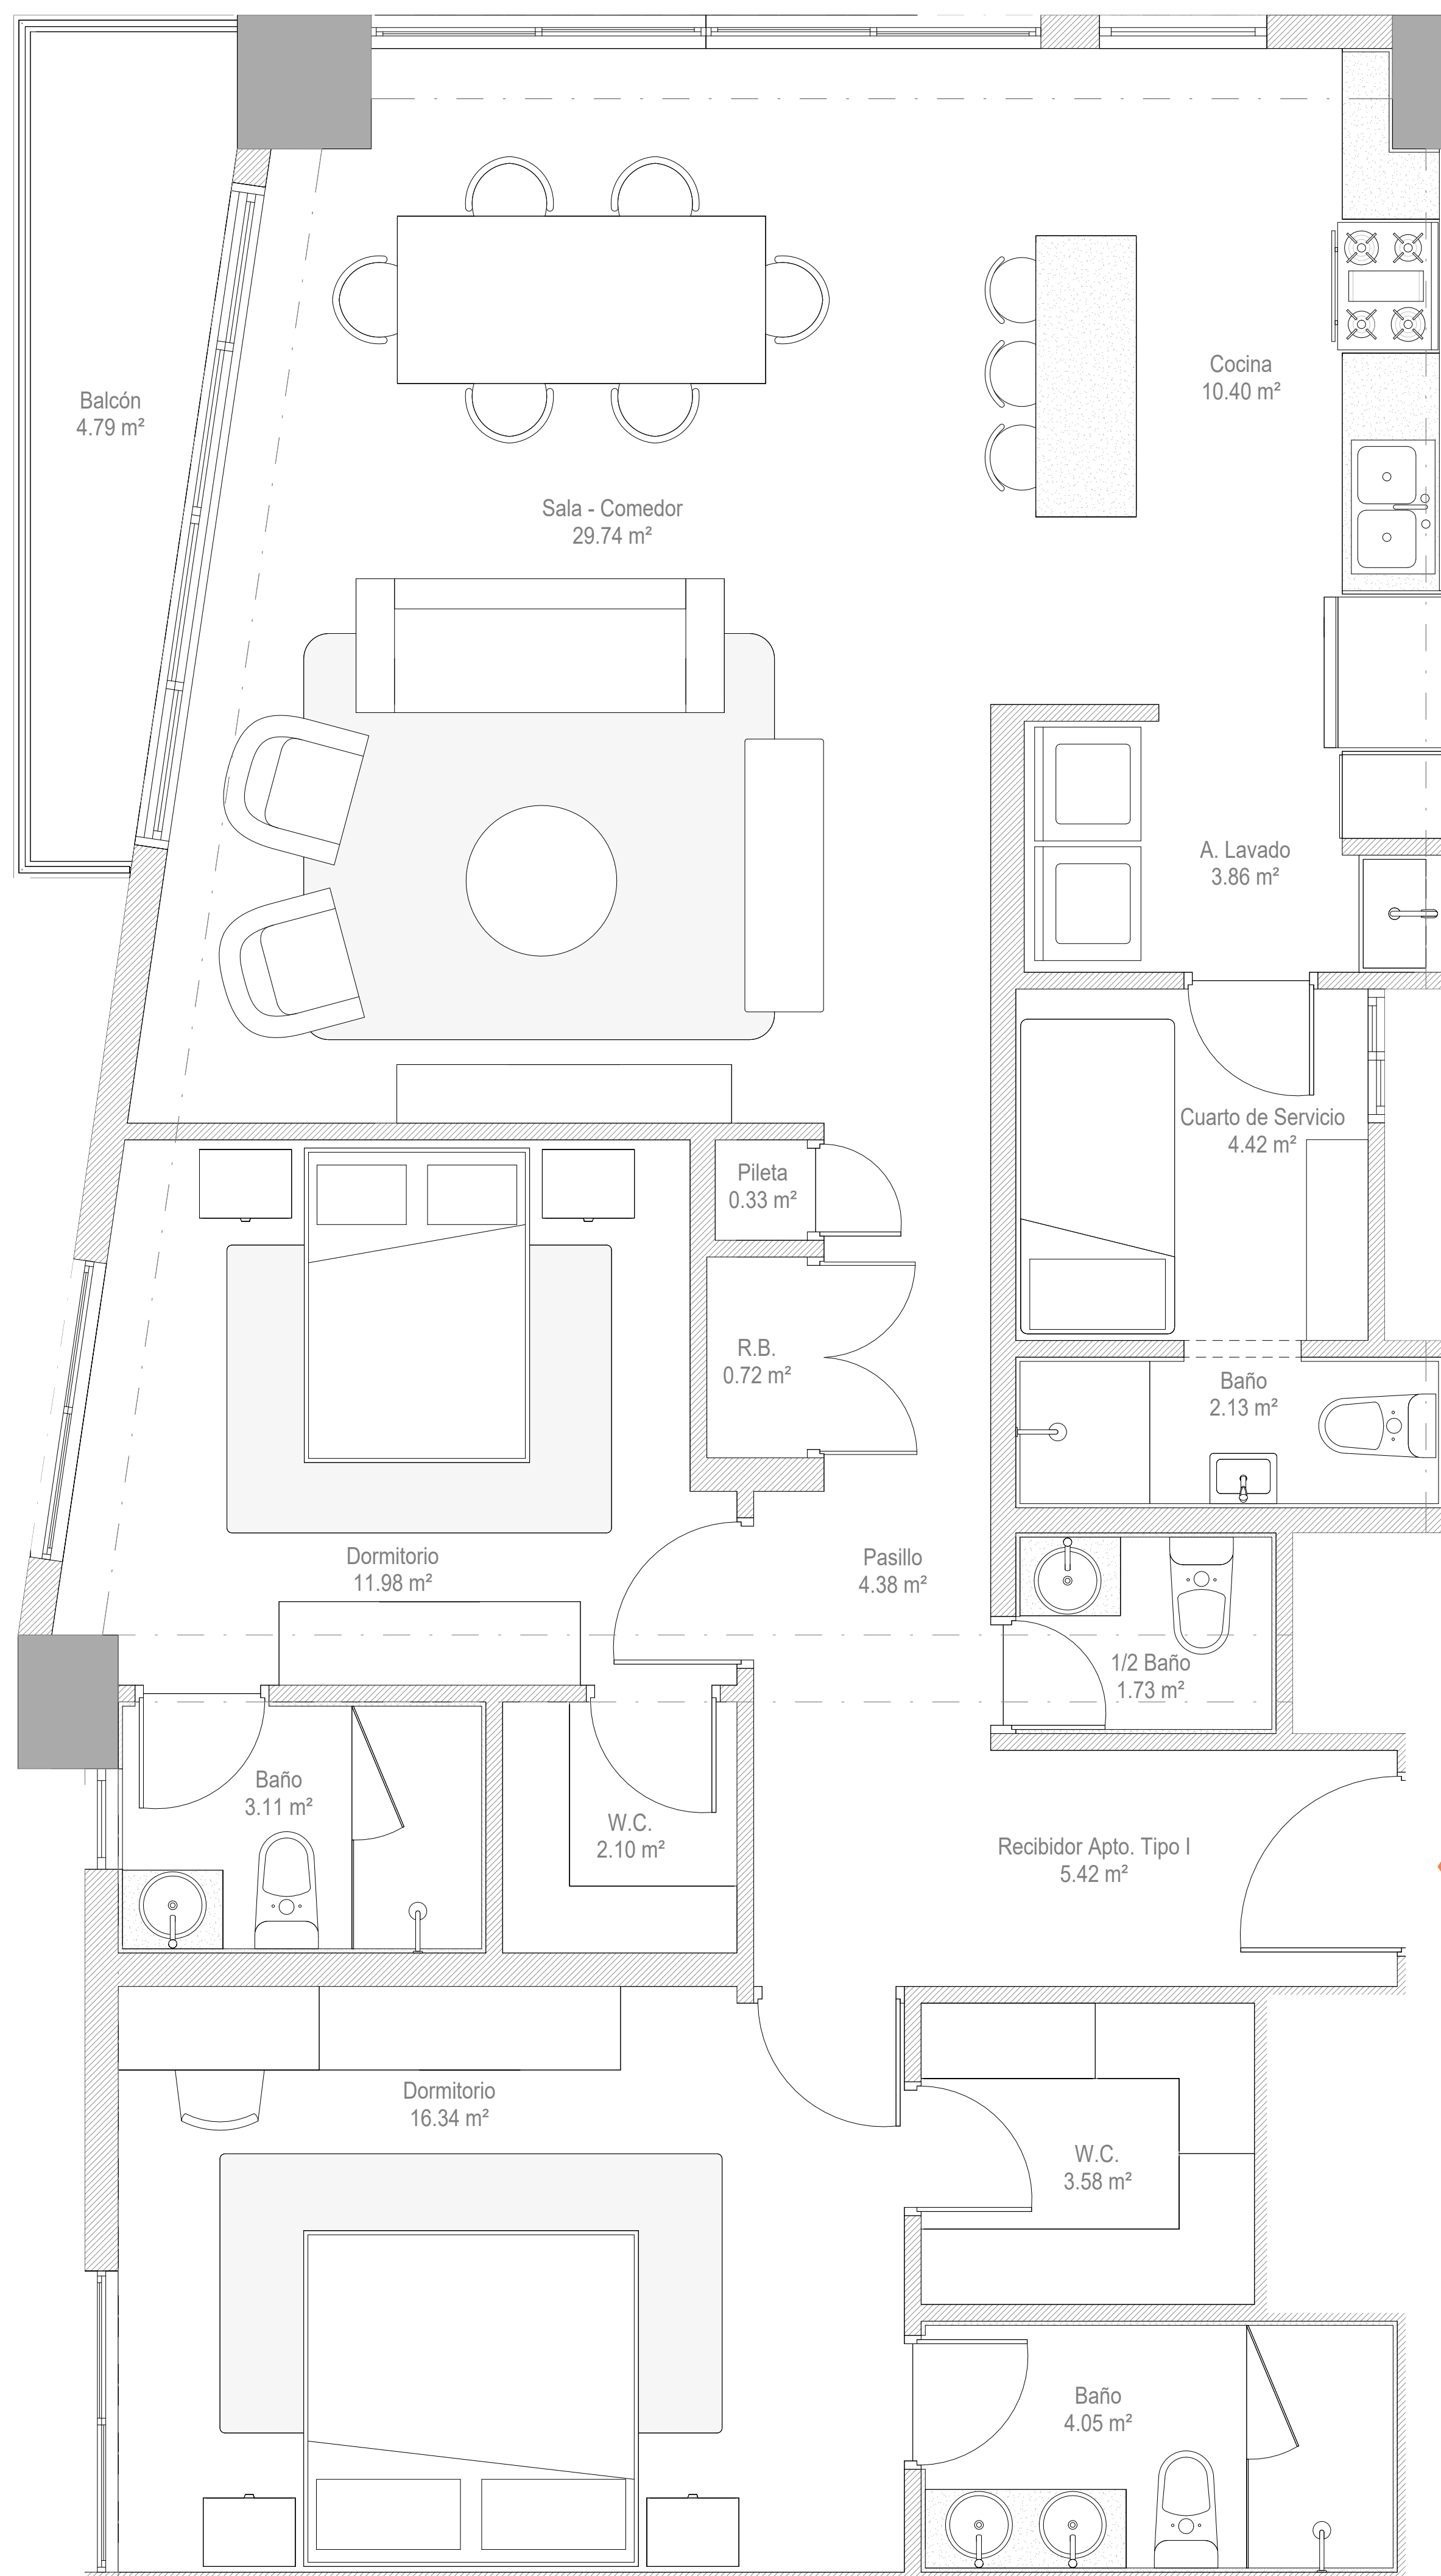 Cocina
10.40 m²
Balcón
4.79 m²
Sala - Comedor
29.74 m²
A. Lavado
3.86 m²
Cuarto de Servicio
4.42 m²
Pileta
0.33 m²
R.B.
0.72 m²
Baño
2.13 m²
Dormitorio
11.98 m²
Pasillo
4.38 m²
1/2 Baño
1.73 m²
Baño
3.11 m²
W.C.
2.10 m²
Recibidor Apto. Tipo I
5.42 m²
Dormitorio
16.34 m²
W.C.
3.58 m²
Baño
4.05 m²